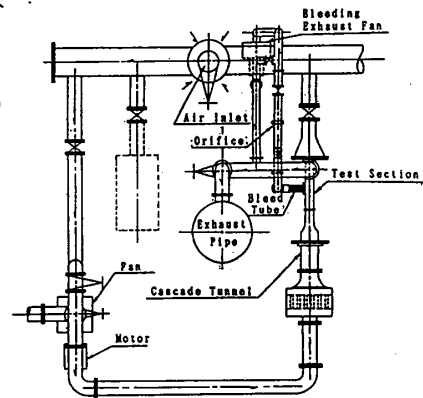 Bleeding
Exhaust Fan
Air Inlet
Orifice
Test Section
Bleed
Tube
Exhaust
Pipe
Cascade Tunnel
Fan
Motor